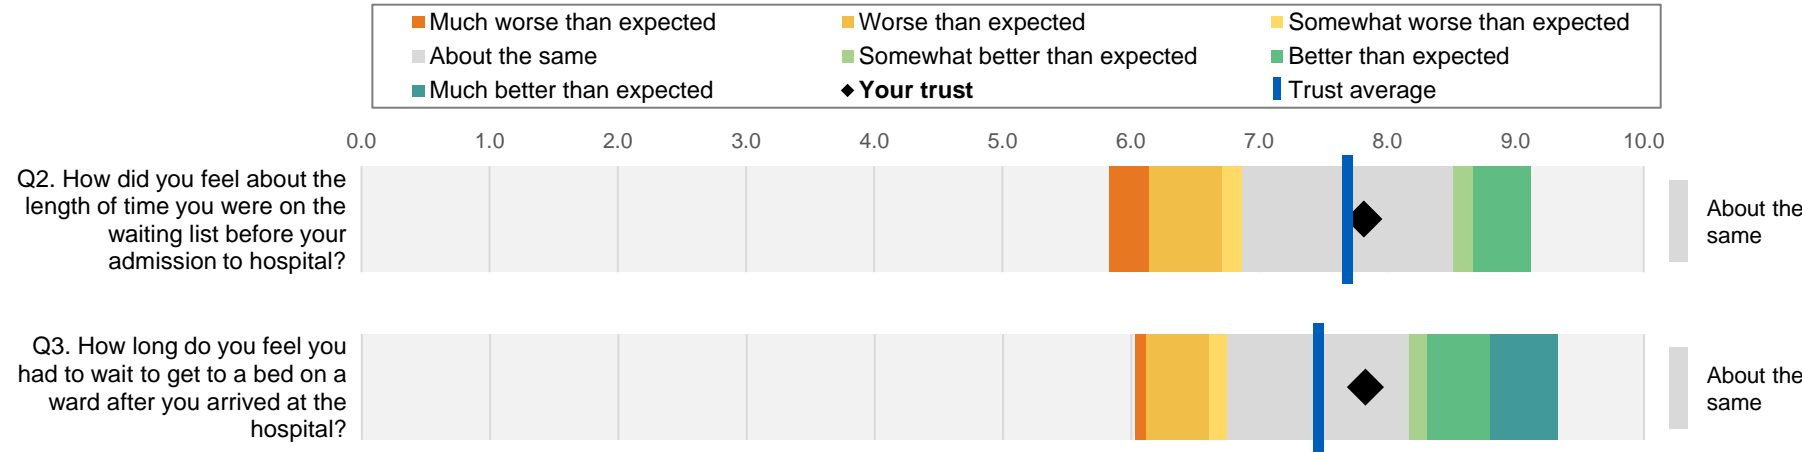 Much worse than expected
Worse than expected
Somewhat worse than expected
About the same
Somewhat better than expected
Better than expected
Much better than expected
Your trust
Trust average
0.0 1.0 2.0 3.0 4.0 5.0 6.0 7.0 8.0 9.0 10.0
Q2. How did you feel about the
length of time you were on the
waiting list before your
admission to hospital?
About the
same
Q3. How long do you feel you
had to wait to get to a bed on a
ward after you arrived at the
hospital?
About the
same